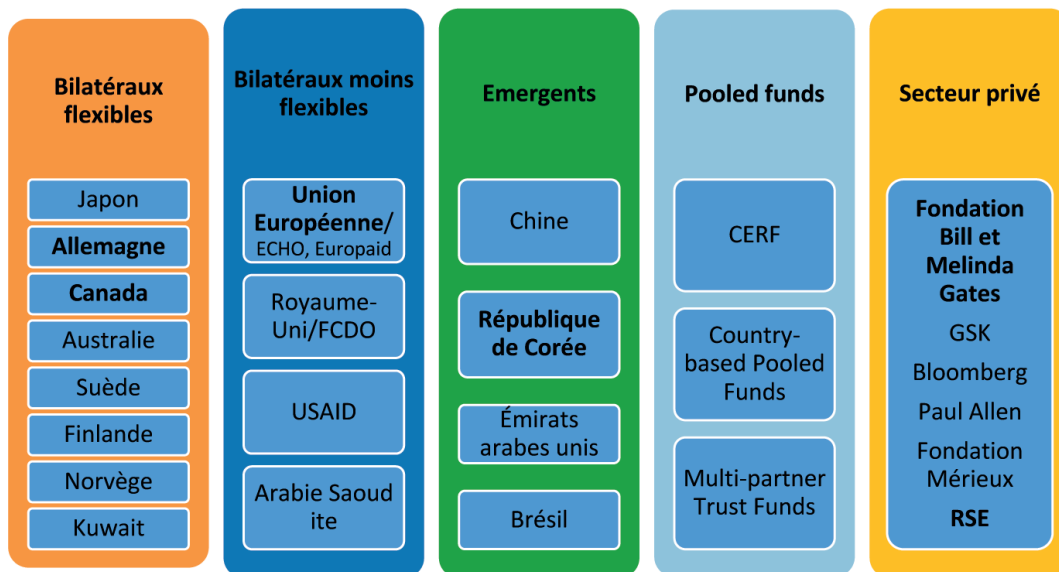 Bilatéraux
flexibles
Japon
Allemagne
Canada
Australie
Suède
Finlande
Norvège
Kuwait
Bilatéraux moins
flexibles
Union
Européenne/
ECHO, Europaid
Royaume-
Uni/FCDO
USAID
Arabie Saoud
ite
Emergents
Chine
République
de Corée
Émirats
arabes unis
Brésil
Pooled funds
CERF
Country-
based Pooled
Funds
Multi-partner
Trust Funds
Secteur privé
Fondation
Bill et
Melinda
Gates
GSK
Bloomberg
Paul Allen
Fondation
Mérieux
RSE